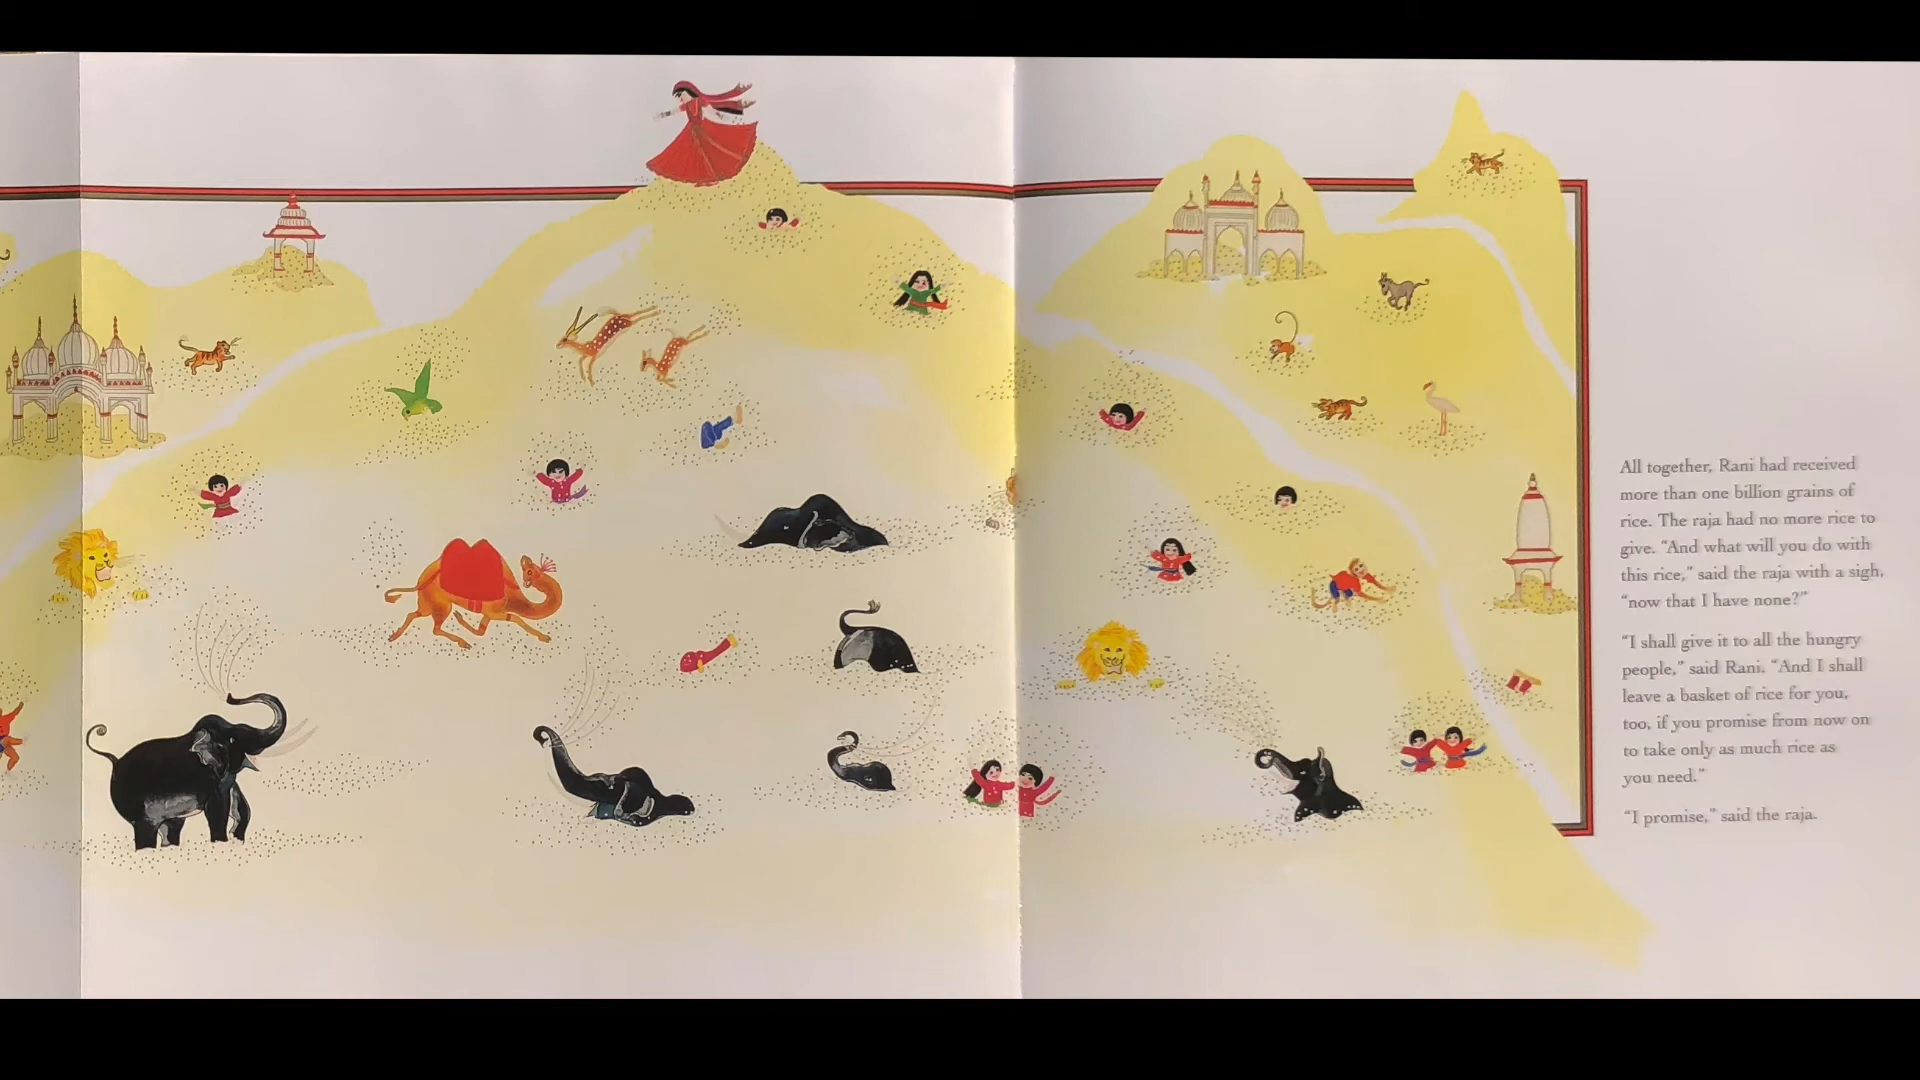 All together, Rani had received
more than one billion grains of
rice. The raja had no more rice to
give. “And what will you do with
this rice,” said the raja with a sigh,
“now that I have none?”
“I shall give it to all the hungry
people,” said Rani. “And I shall
leave a basket of rice for you,
too, if you promise from now on
to take only as much rice as
you need.”
“I promise,” said the raja.